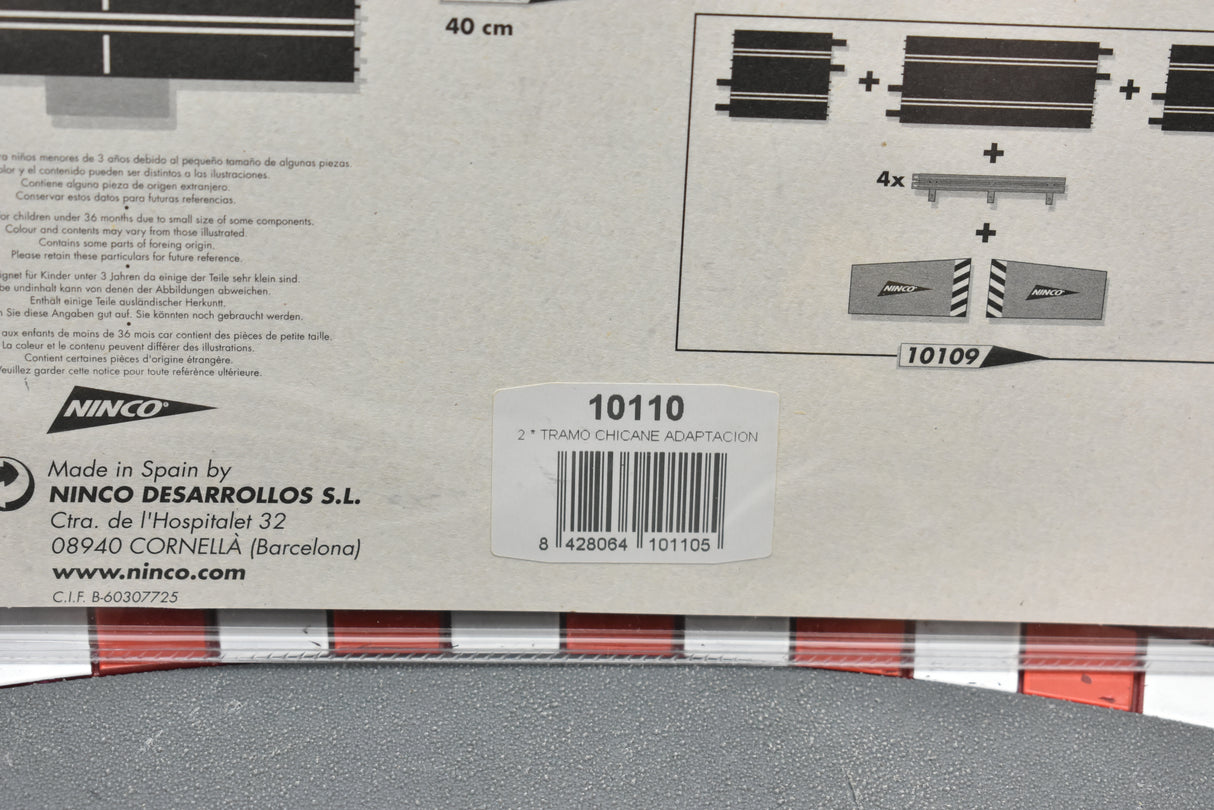 40 cm
+
+
+
4x
+
NINCO
NINCO
10109
niños menores de 3 años debido al pequeño tamaño de algunas piezas.
y el contenido pueden ser distintos a las ilustraciones.
Contiene alguna pieza de origen extranjero.
Conservar estos datos para futuras referencias.
•
children under 36 months due to small size of some components.
Colour and contents may vary from those illustrated.
Contains some parts of foreing origin.
Please retain these particulars for future reference.
•
für Kinder unter 3 Jahren da einige der Teile sehr klein sind.
undinhalt kann von denen der Abbildungen abweichen.
Enthält einige Teile ausländischer Herkunft.
Sie diese Angaben gut auf. Sie könnten noch gebraucht werden.
•
aux enfants de moins de 36 mois car contient des pièces de petite taille.
La couleur et le contenu peuvent différer des illustrations.
Contient certaines pièces d'origine étrangère.
garder cette notice pour toute référence ultérieure.
NINCO®
Made in Spain by
NINCO DESARROLLOS S.L.
Ctra. de l'Hospitalet 32
08940 CORNELLÀ (Barcelona)
www.ninco.com
C.I.F. B-60307725
10110
2 * TRAMO CHICANE ADAPTACION
8 428064 101105